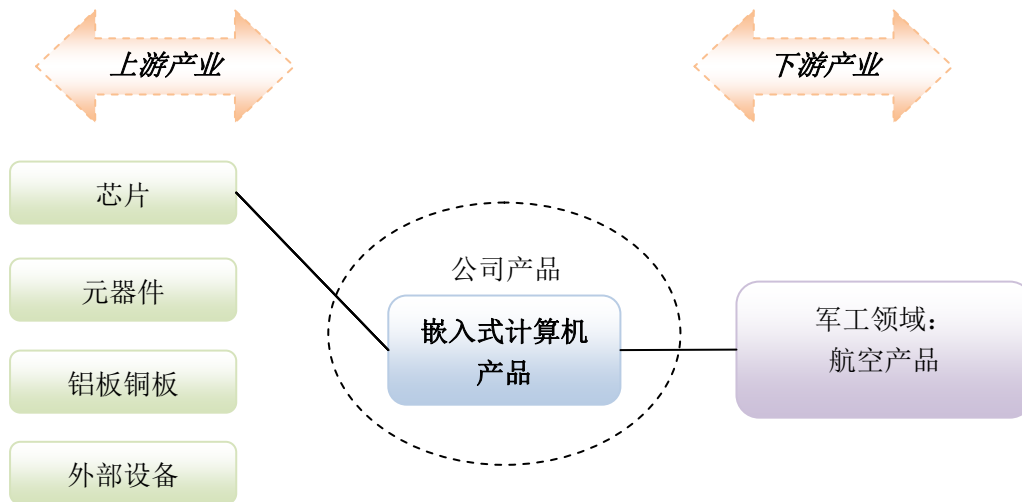 上游产业
下游产业
芯片
元器件
铝板铜板
外部设备
公司产品
嵌入式计算机
产品
军工领域：
航空产品